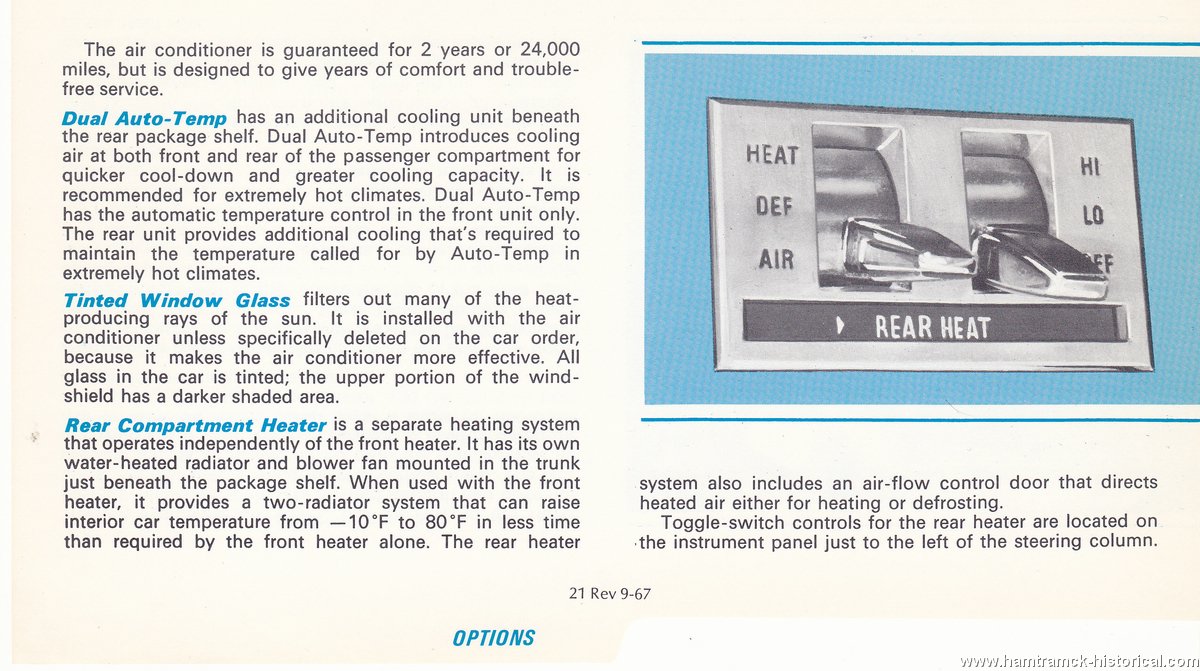 The air conditioner is guaranteed for 2 years or 24,000
miles, but is designed to give years of comfort and trouble-
free service.
Dual Auto-Temp has an additional cooling unit beneath
the rear package shelf. Dual Auto-Temp introduces cooling
air at both front and rear of the passenger compartment for
quicker cool-down and greater cooling capacity. It is
recommended for extremely hot climates. Dual Auto-Temp
has the automatic temperature control in the front unit only.
The rear unit provides additional cooling that's required to
maintain the temperature called for by Auto-Temp in
extremely hot climates.
Tinted Window Glass filters out many of the heat-
producing rays of the sun. It is installed with the air
conditioner unless specifically deleted on the car order,
because it makes the air conditioner more effective. All
glass in the car is tinted; the upper portion of the wind-
shield has a darker shaded area.
Rear Compartment Heater is a separate heating system
that operates independently of the front heater. It has its own
water-heated radiator and blower fan mounted in the trunk
just beneath the package shelf. When used with the front
heater, it provides a two-radiator system that can raise
interior car temperature from —10°F to 80°F in less time
than required by the front heater alone. The rear heater
HEAT
DEF
AIR
HI
LO
REAR HEAT
system also includes an air-flow control door that directs
heated air either for heating or defrosting.
Toggle-switch controls for the rear heater are located on
the instrument panel just to the left of the steering column.
21 Rev 9-67
OPTIONS
www.hamtramck-historical.com